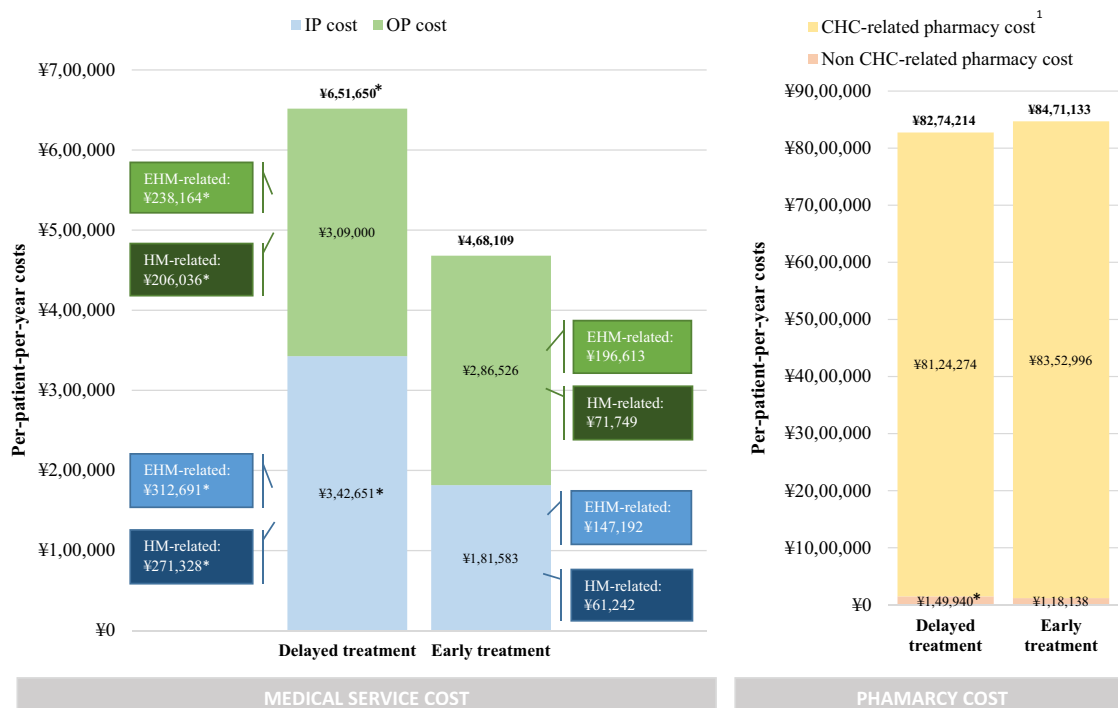 IP cost OP cost
¥7,00,000
¥6,00,000
¥5,00,000
¥4,00,000
¥3,00,000
¥2,00,000
¥1,00,000
¥0
Per-patient-per-year costs
¥6,51,650*
¥3,09,000
¥3,42,651*
EHM-related:
¥238,164*
HM-related:
¥206,036*
EHM-related:
¥312,691*
HM-related:
¥271,328*
¥4,68,109
¥2,86,526
¥1,81,583
EHM-related:
¥196,613
HM-related:
¥71,749
EHM-related:
¥147,192
HM-related:
¥61,242
Delayed treatment Early treatment
MEDICAL SERVICE COST
CHC-related pharmacy cost1
Non CHC-related pharmacy cost
¥90,00,000
¥80,00,000
¥70,00,000
¥60,00,000
¥50,00,000
¥40,00,000
¥30,00,000
¥20,00,000
¥10,00,000
¥0
Per-patient-per-year costs
¥82,74,214
¥81,24,274
¥1,49,940*
¥84,71,133
¥83,52,996
¥1,18,138
Delayed
treatment
Early
treatment
PHAMARCY COST